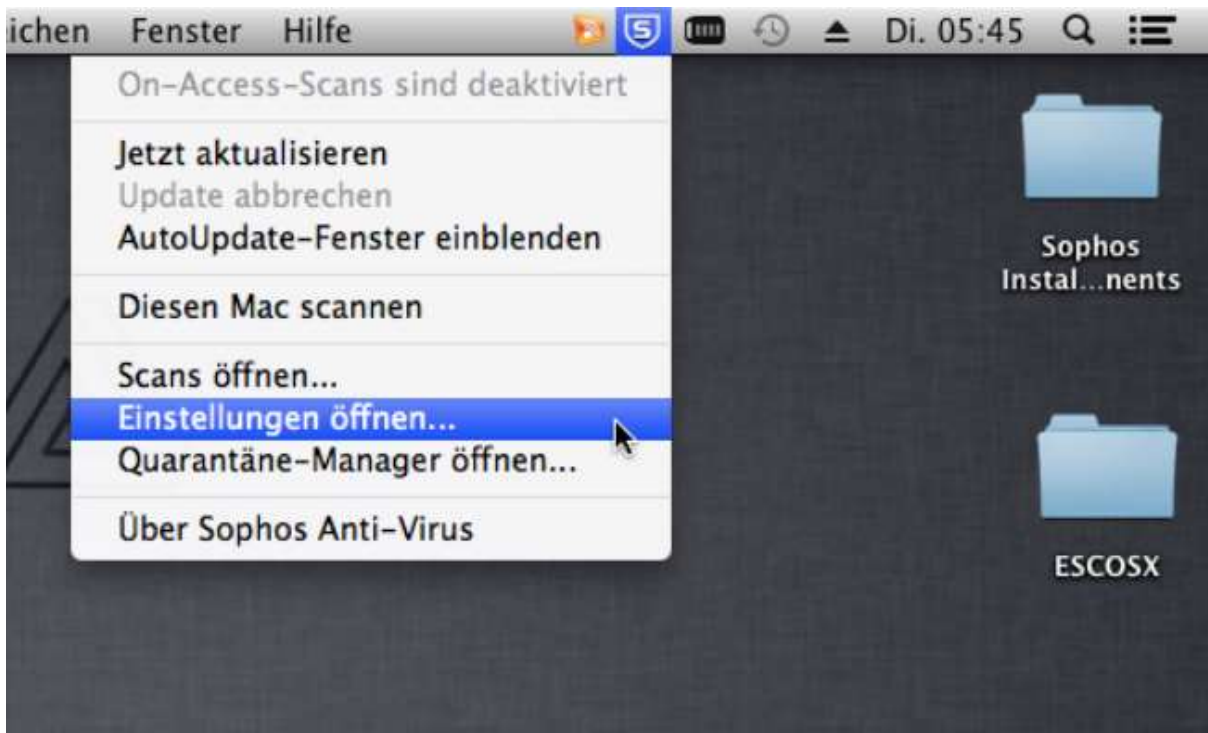 ichen Fenster Hilfe S Di. 05:45
On-Access-Scans sind deaktiviert
Jetzt aktualisieren
Update abbrechen
AutoUpdate-Fenster einblenden
Diesen Mac scannen
Scans öffnen...
Einstellungen öffnen...
Quarantäne-Manager öffnen...
Über Sophos Anti-Virus
Sophos
Instal...nents
ESCOSX